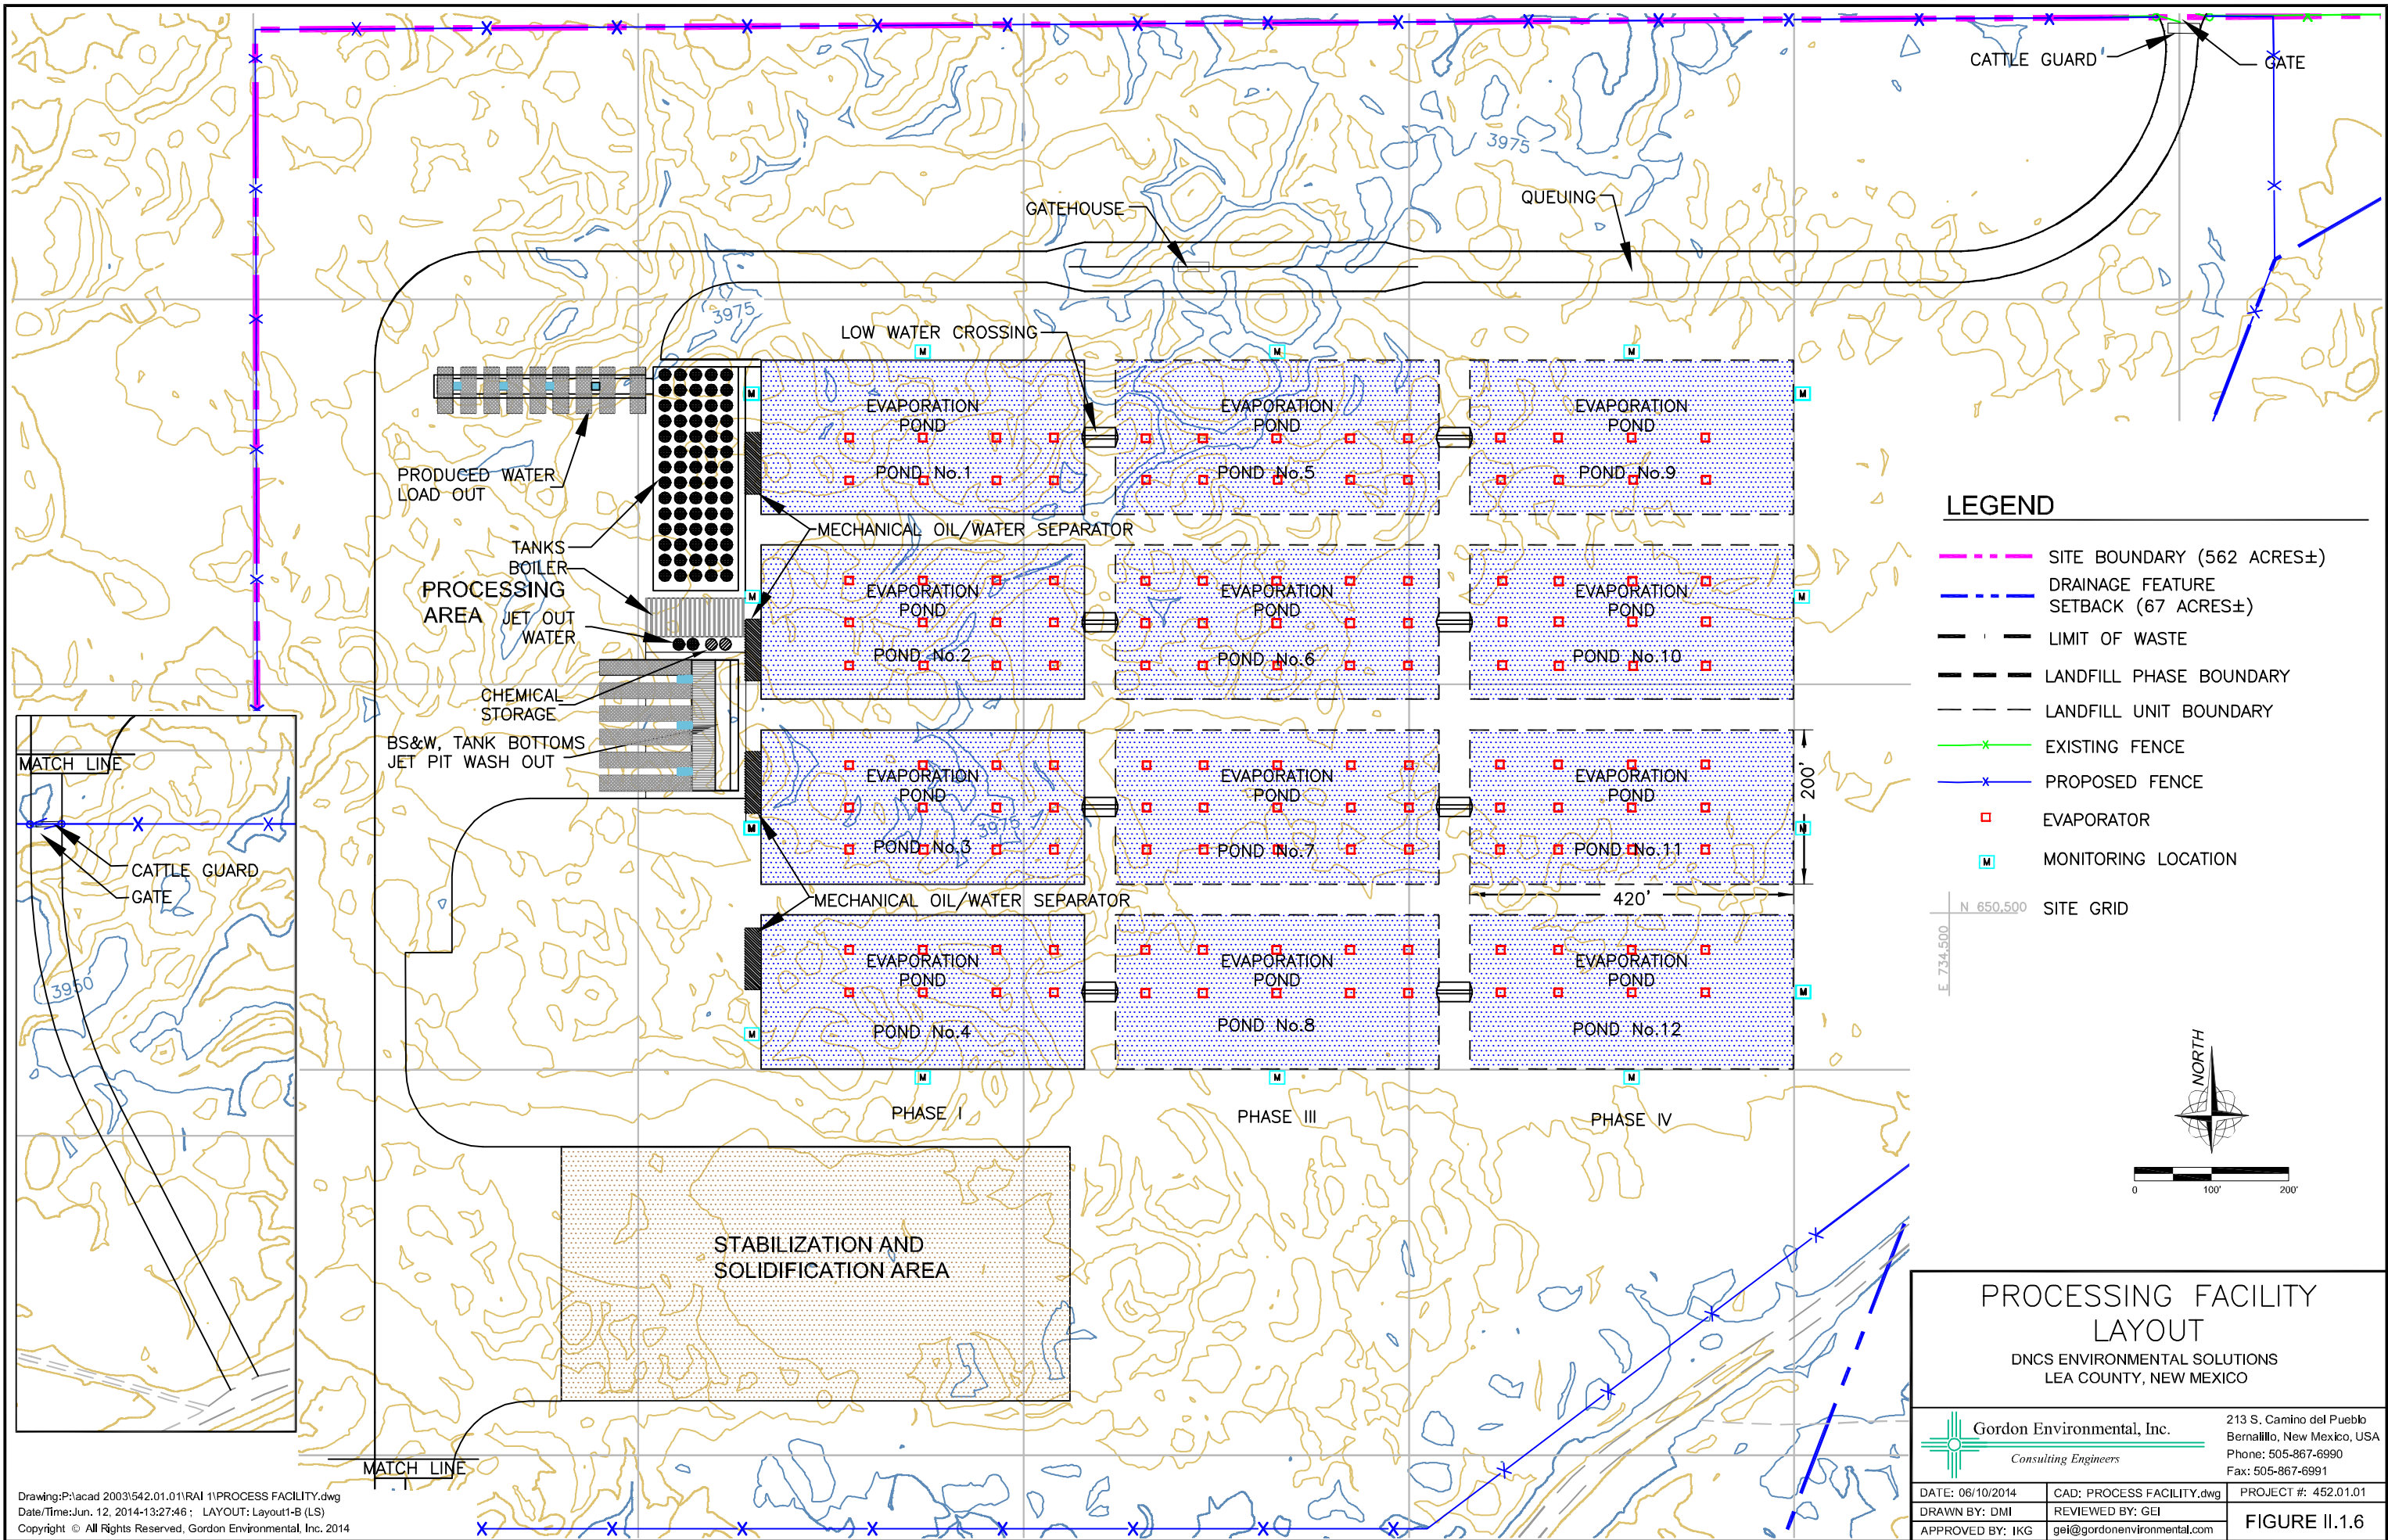 CATTLE GUARD
GATE
3975
QUEUING
GATEHOUSE
3975
LOW WATER CROSSING
M
M
M
M
M
EVAPORATION
POND
POND No.1
EVAPORATION
POND
POND No.5
EVAPORATION
POND
POND No.9
PRODUCED WATER
LOAD OUT
MECHANICAL OIL/WATER SEPARATOR
TANKS
BOILER
PROCESSING
AREA
JET OUT
WATER
M
M
EVAPORATION
POND
POND No.2
EVAPORATION
POND
POND No.6
EVAPORATION
POND
POND No.10
CHEMICAL
STORAGE
BS&W, TANK BOTTOMS
JET PIT WASH OUT
EVAPORATION
POND
POND No.3
3975
EVAPORATION
POND
POND No.7
EVAPORATION
POND
POND No.11
M
M
200'
420'
MECHANICAL OIL/WATER SEPARATOR
EVAPORATION
POND
POND No.4
EVAPORATION
POND
POND No.8
EVAPORATION
POND
POND No.12
M
M
M
M
M
PHASE I
PHASE III
PHASE IV
STABILIZATION AND
SOLIDIFICATION AREA
MATCH LINE
MATCH LINE
CATTLE GUARD
GATE
3950
LEGEND
SITE BOUNDARY (562 ACRES±)
DRAINAGE FEATURE
SETBACK (67 ACRES±)
LIMIT OF WASTE
LANDFILL PHASE BOUNDARY
LANDFILL UNIT BOUNDARY
EXISTING FENCE
PROPOSED FENCE
EVAPORATOR
M MONITORING LOCATION
N 650,500
E 734,500
SITE GRID
NORTH
0 100' 200'
PROCESSING FACILITY
LAYOUT
DNCS ENVIRONMENTAL SOLUTIONS
LEA COUNTY, NEW MEXICO
Gordon Environmental, Inc.
Consulting Engineers
213 S. Camino del Pueblo
Bernalillo, New Mexico, USA
Phone: 505-867-6990
Fax: 505-867-6991
DATE: 06/10/2014
CAD: PROCESS FACILITY.dwg
PROJECT #: 452.01.01
DRAWN BY: DMI
REVIEWED BY: GEI
APPROVED BY: IKG
gei@gordonenvironmental.com
FIGURE II.1.6
Drawing:P:\acad 2003\542.01.01\RAI 1\PROCESS FACILITY.dwg
Date/Time:Jun. 12, 2014-13:27:46 ; LAYOUT: Layout1-B (LS)
Copyright © All Rights Reserved, Gordon Environmental, Inc. 2014